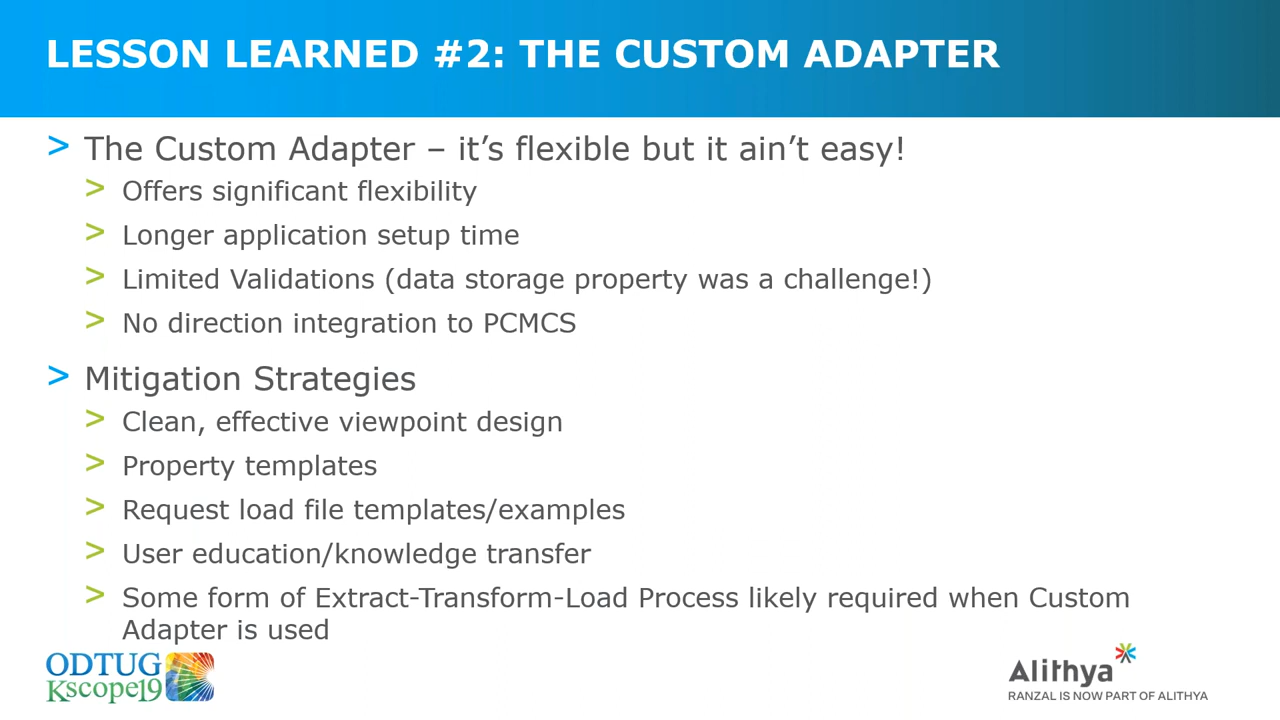 LESSON LEARNED #2: THE CUSTOM ADAPTER
> The Custom Adapter – it’s flexible but it ain’t easy!
> Offers significant flexibility
> Longer application setup time
> Limited Validations (data storage property was a challenge!)
> No direction integration to PCMCS
> Mitigation Strategies
> Clean, effective viewpoint design
> Property templates
> Request load file templates/examples
> User education/knowledge transfer
> Some form of Extract-Transform-Load Process likely required when Custom
Adapter is used
ODTUG
Kscope19
Alithya
RANZAL IS NOW PART OF ALITHYA